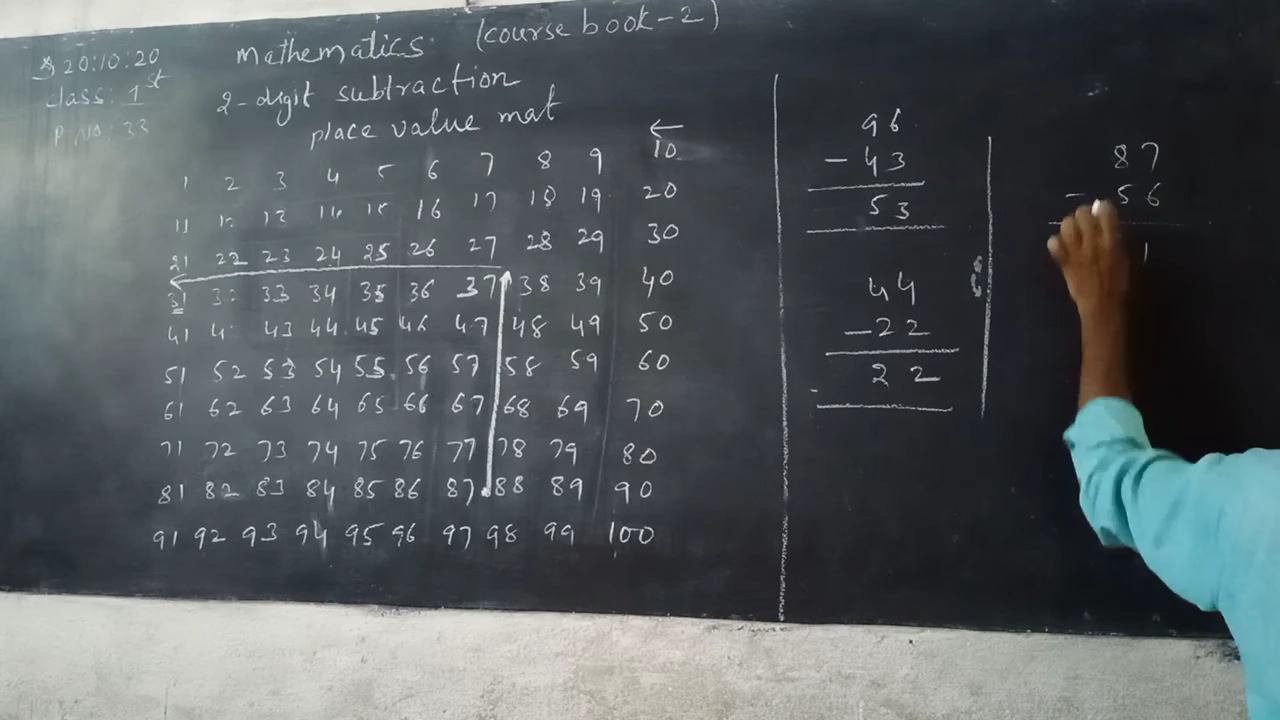 20:10:20
class: 1st
P NO: 33
Mathematics (course book-2)
2-digit subtraction
place value mat
←
1 2 3 4 5 6 7 8 9 10
11 12 13 14 15 16 17 18 19 20
21 22 23 24 25 26 27 28 29 30
31 32 33 34 35 36 37 38 39 40
41 42 43 44 45 46 47 48 49 50
51 52 53 54 55 56 57 58 59 60
61 62 63 64 65 66 67 68 69 70
71 72 73 74 75 76 77 78 79 80
81 82 83 84 85 86 87 88 89 90
91 92 93 94 95 96 97 98 99 100
96
- 43
53
44
- 22
22
87
- 56
1